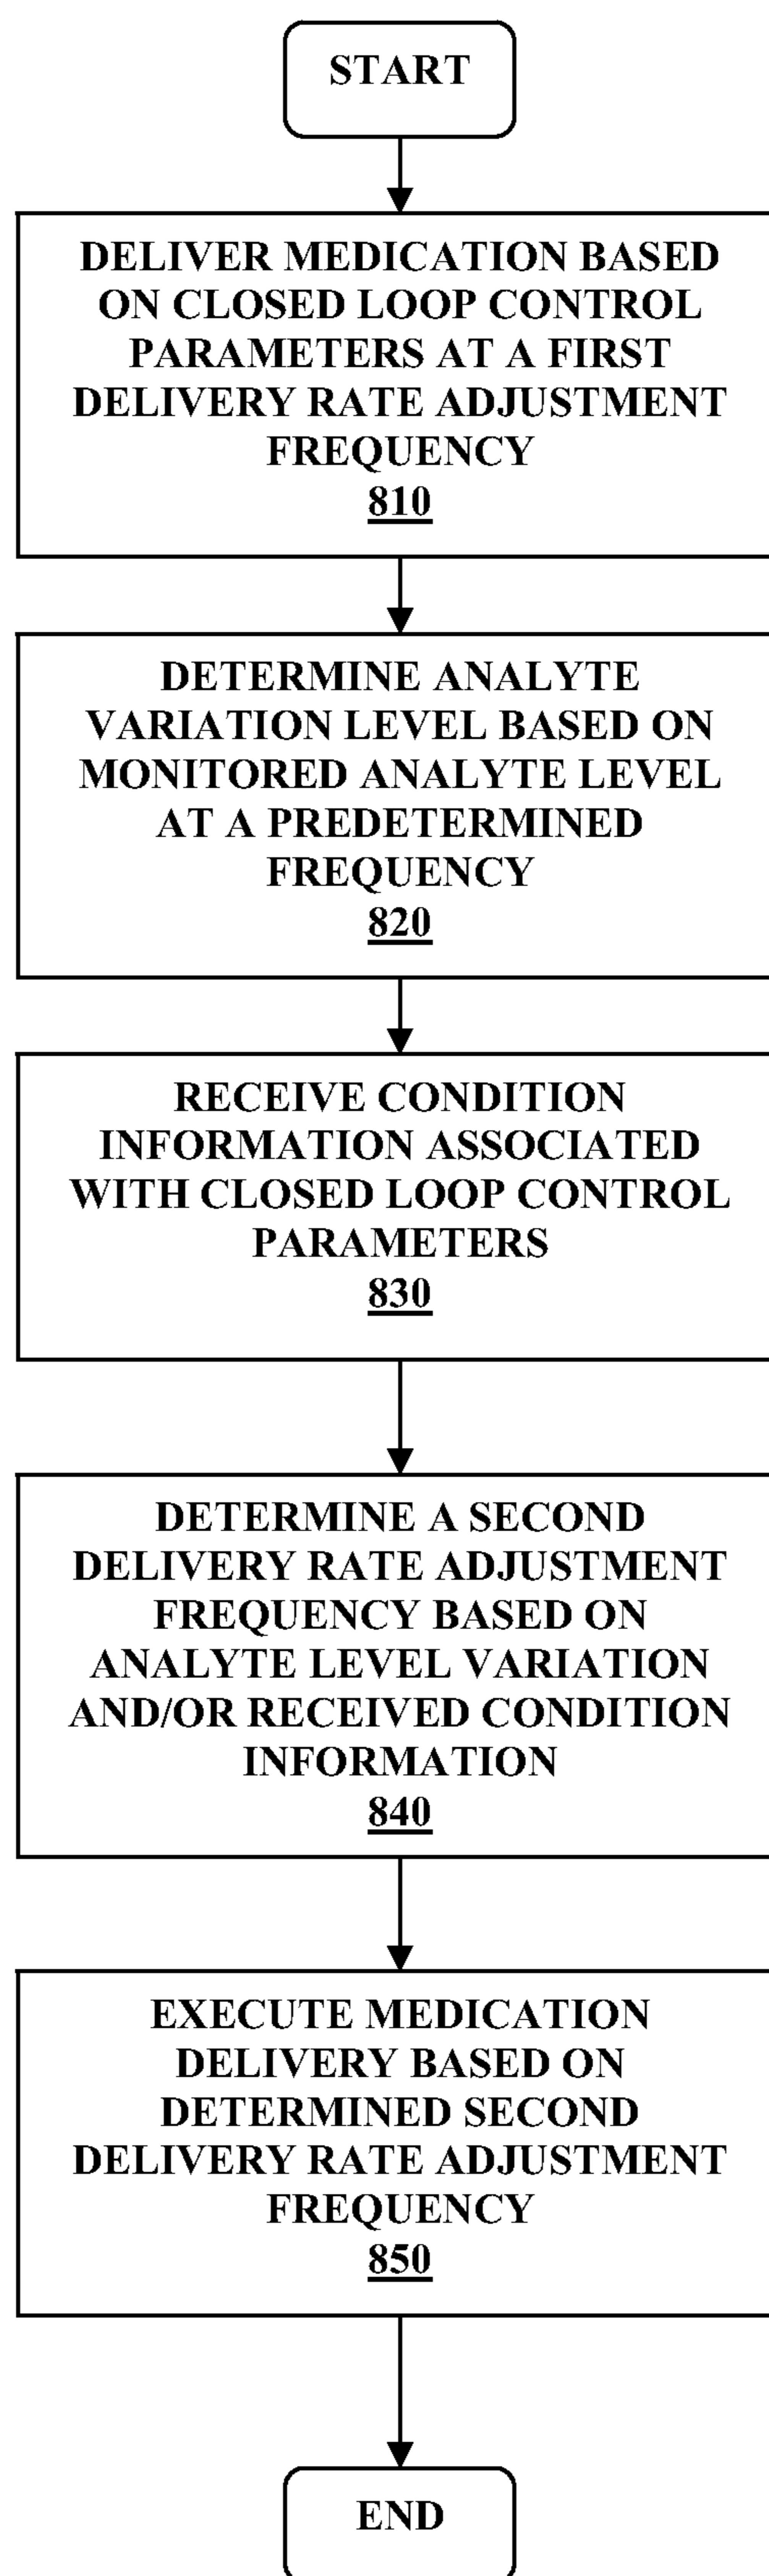 START
DELIVER MEDICATION BASED
ON CLOSED LOOP CONTROL
PARAMETERS AT A FIRST
DELIVERY RATE ADJUSTMENT
FREQUENCY
810
DETERMINE ANALYTE
VARIATION LEVEL BASED ON
MONITORED ANALYTE LEVEL
AT A PREDETERMINED
FREQUENCY
820
RECEIVE CONDITION
INFORMATION ASSOCIATED
WITH CLOSED LOOP CONTROL
PARAMETERS
830
DETERMINE A SECOND
DELIVERY RATE ADJUSTMENT
FREQUENCY BASED ON
ANALYTE LEVEL VARIATION
AND/OR RECEIVED CONDITION
INFORMATION
840
EXECUTE MEDICATION
DELIVERY BASED ON
DETERMINED SECOND
DELIVERY RATE ADJUSTMENT
FREQUENCY
850
END